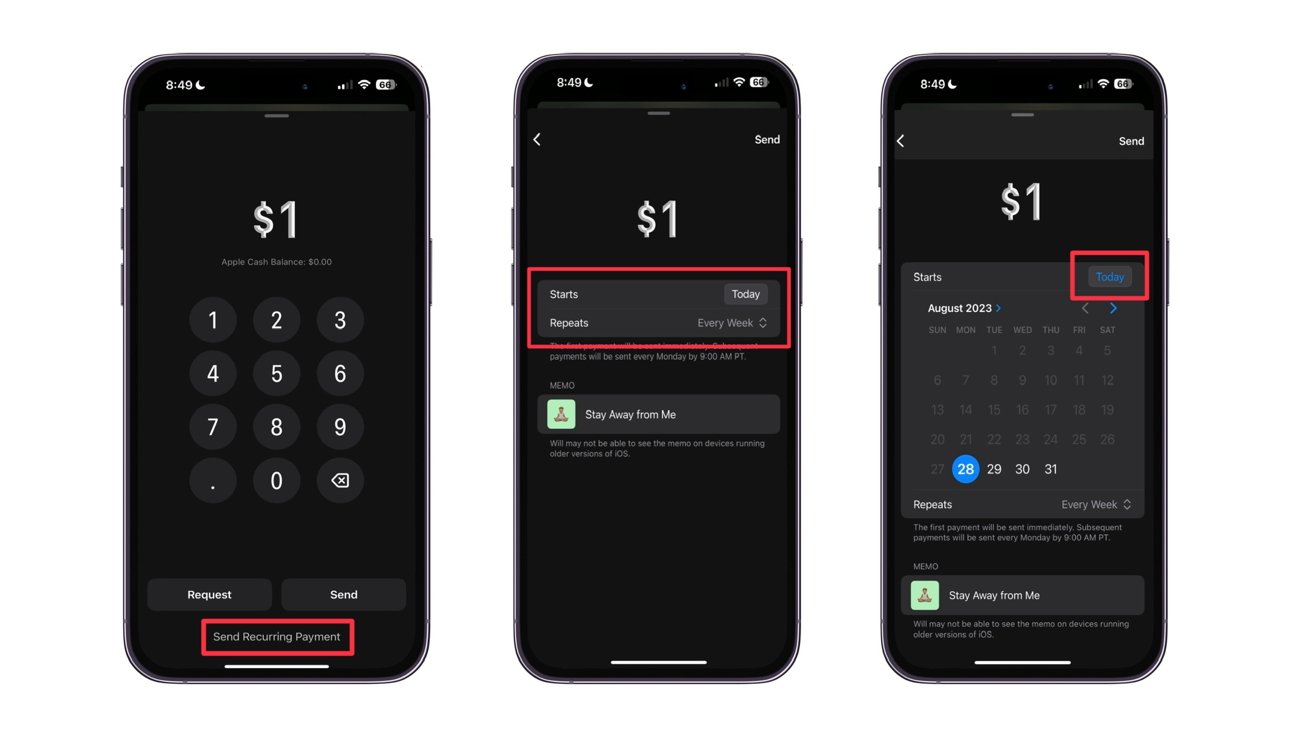 8:49
66
$1
Apple Cash Balance: $0.00
1 2 3
4 5 6
7 8 9
. 0
Request Send
Send Recurring Payment
8:49
66
Send
$1
Starts Today
Repeats Every Week
The first payment will be sent immediately. Subsequent
payments will be sent every Monday by 9:00 AM PT.
MEMO
Stay Away from Me
Will may not be able to see the memo on devices running
older versions of iOS.
8:49
66
Send
$1
Starts Today
August 2023
SUN MON TUE WED THU FRI SAT
1 2 3 4 5
6 7 8 9 10 11 12
13 14 15 16 17 18 19
20 21 22 23 24 25 26
27 28 29 30 31
Repeats Every Week
The first payment will be sent immediately. Subsequent
payments will be sent every Monday by 9:00 AM PT.
MEMO
Stay Away from Me
Will may not be able to see the memo on devices running
older versions of iOS.